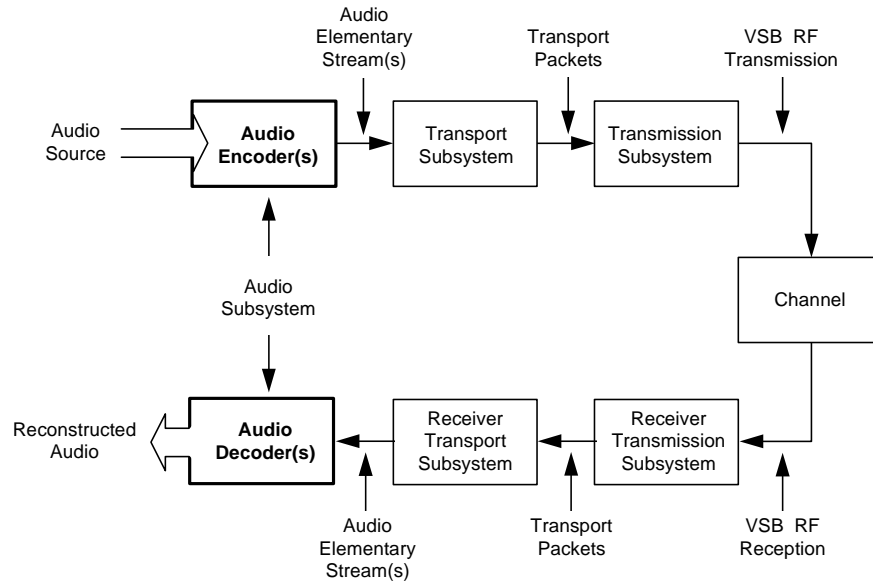 Audio
Elementary
Stream(s)
Transport
Packets
VSB RF
Transmission
Audio
Source
Audio
Encoder(s)
Transport
Subsystem
Transmission
Subsystem
Audio
Subsystem
Channel
Reconstructed
Audio
Audio
Decoder(s)
Receiver
Transport
Subsystem
Receiver
Transmission
Subsystem
Audio
Elementary
Stream(s)
Transport
Packets
VSB RF
Reception